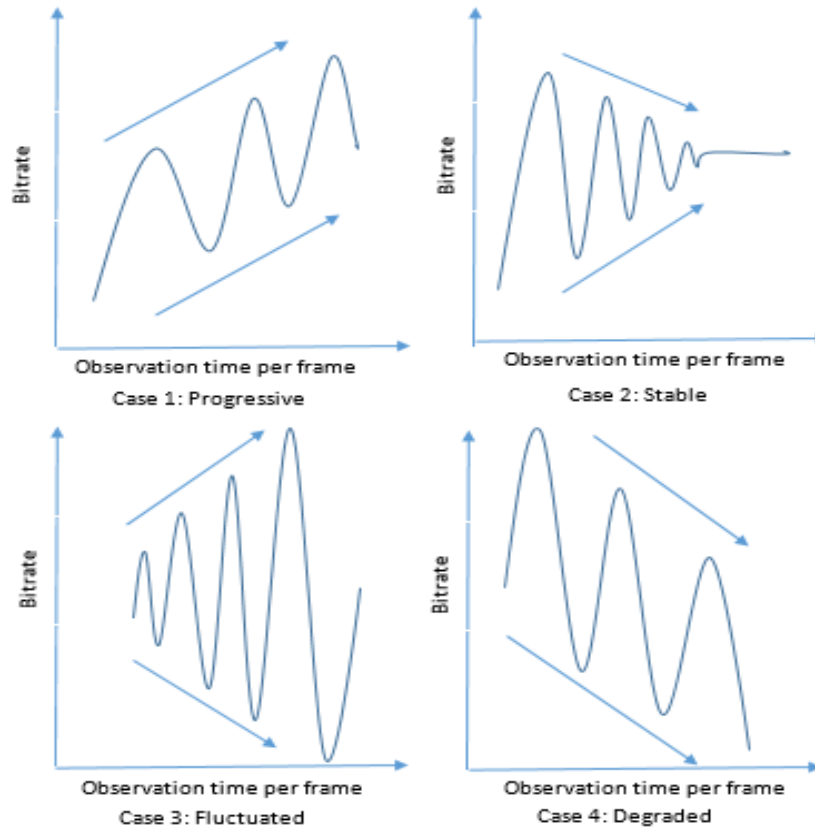 Bitrate
Observation time per frame
Case 1: Progressive
Bitrate
Observation time per frame
Case 2: Stable
Bitrate
Observation time per frame
Case 3: Fluctuated
Bitrate
Observation time per frame
Case 4: Degraded